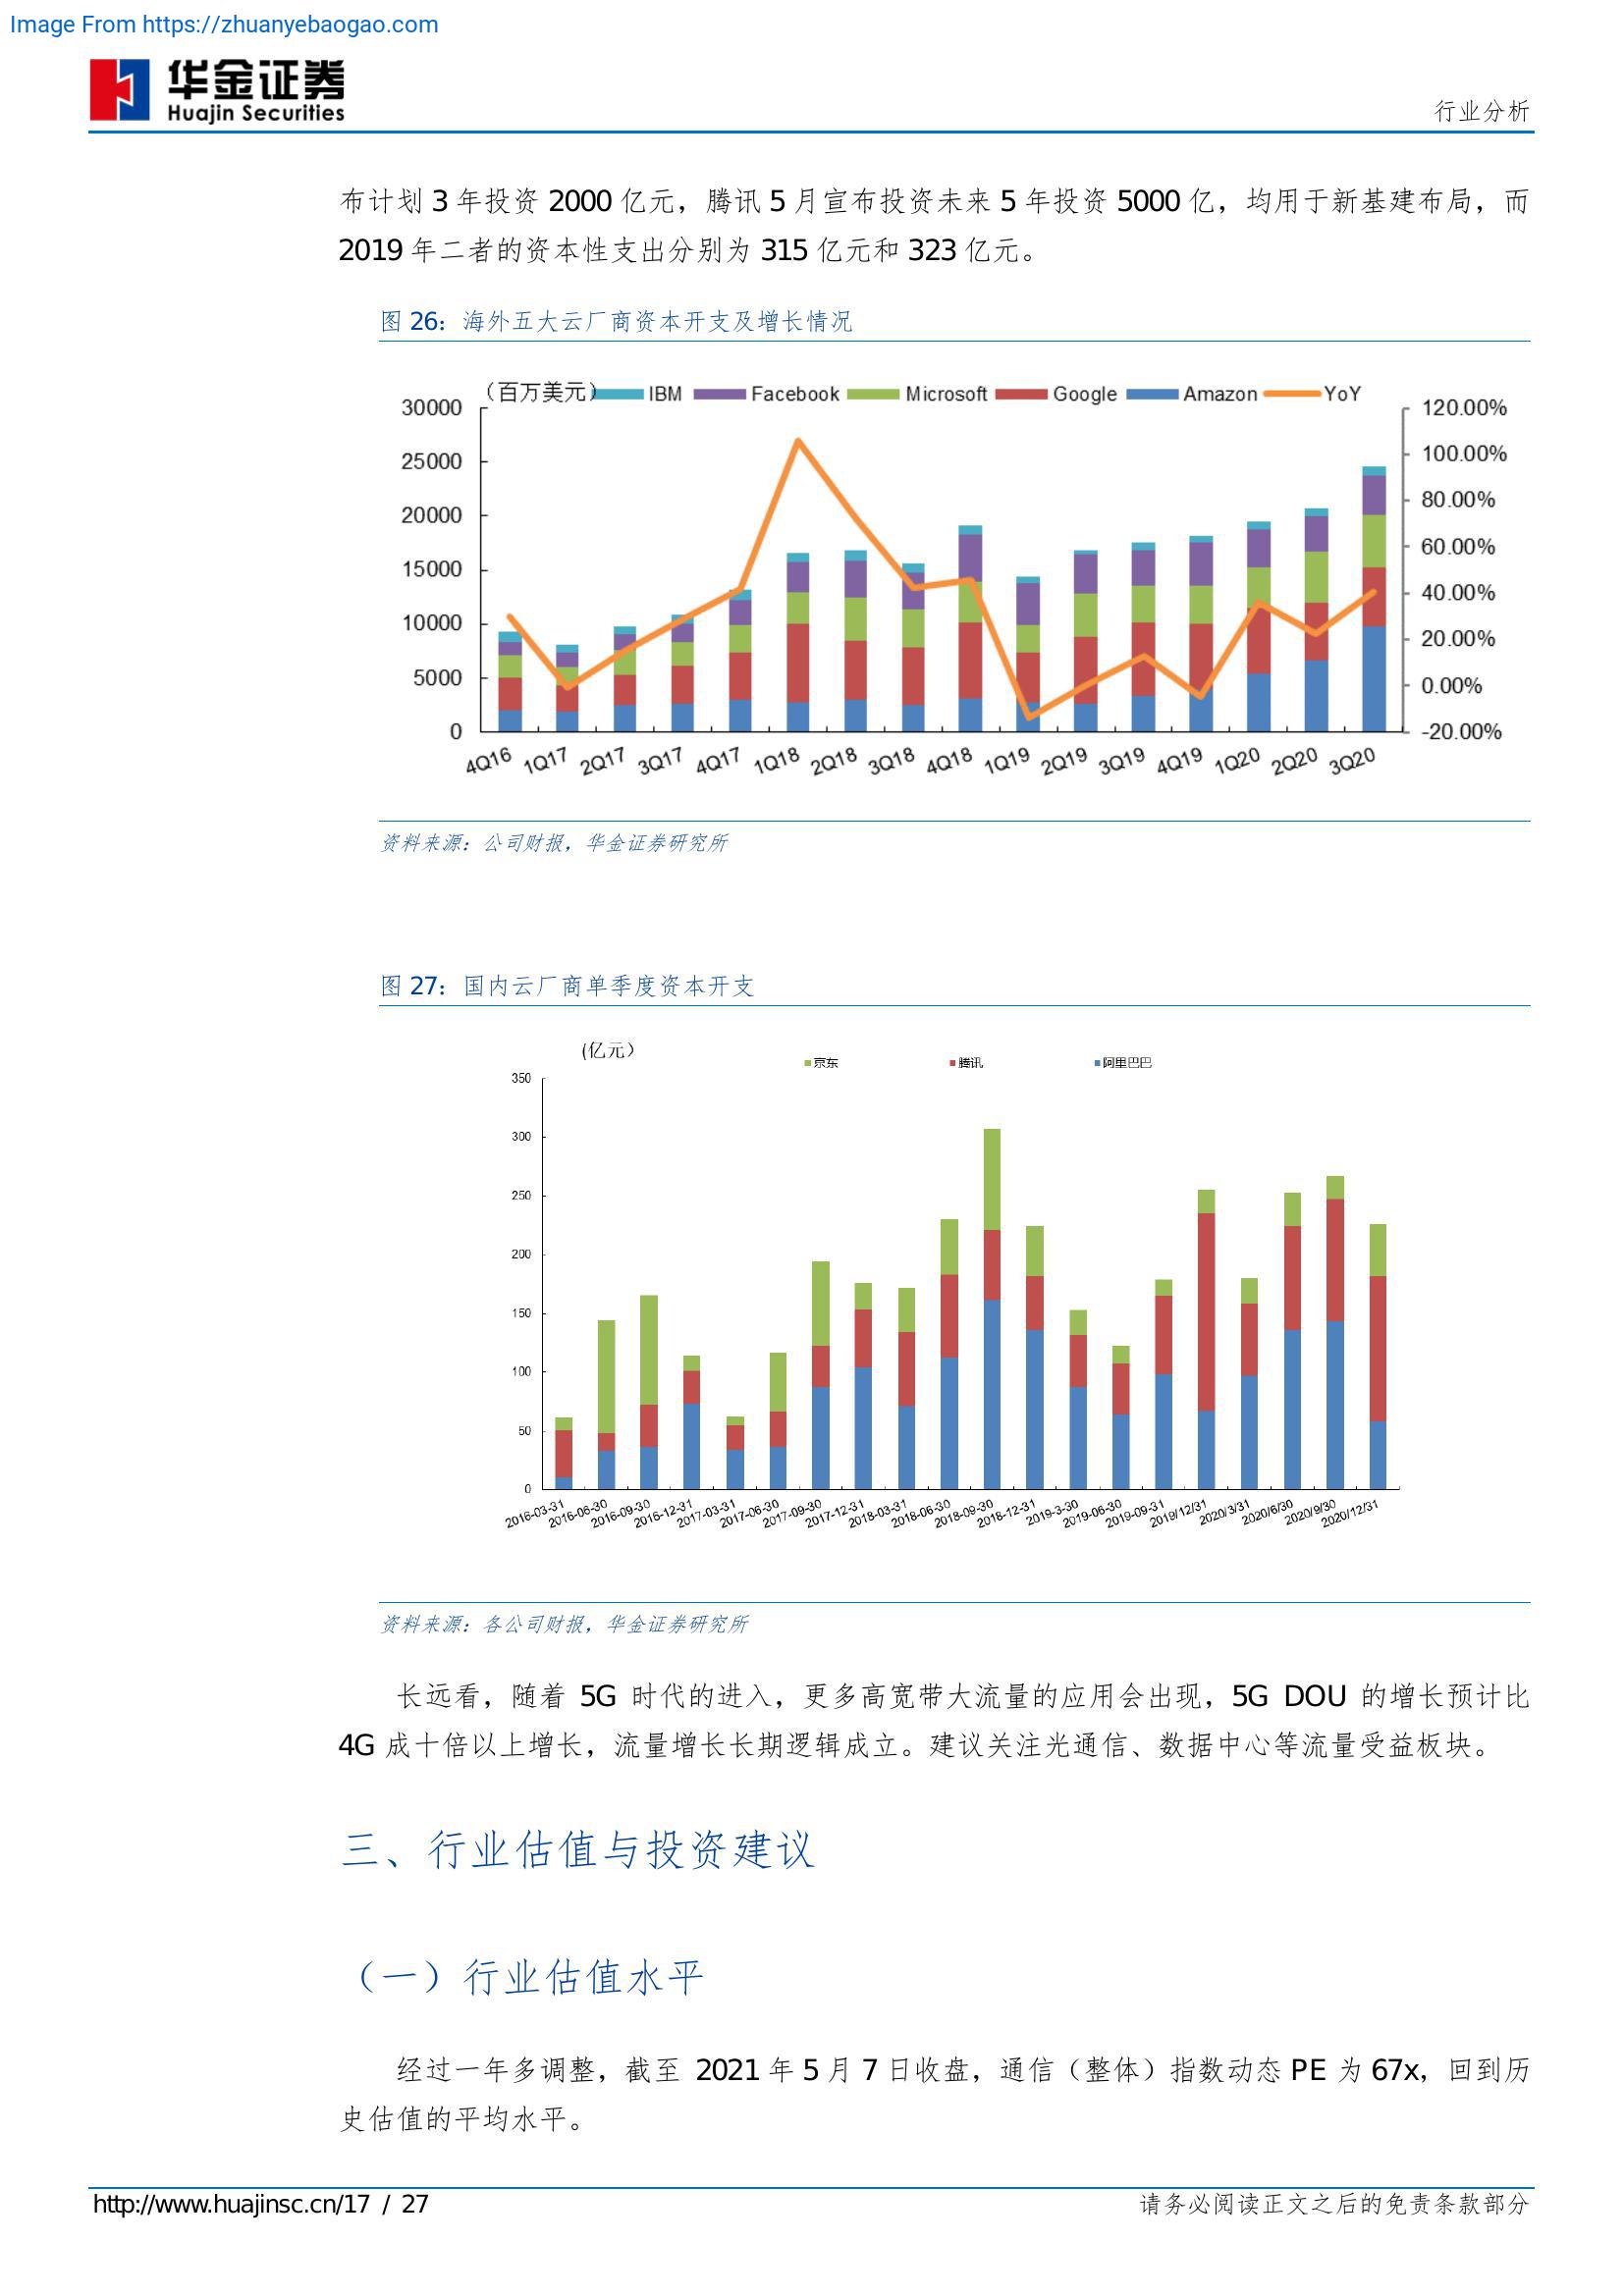 Image From https://zhuanyebaogao.com
华金证券
Huajin Securities
行业分析
布计划 3 年投资 2000 亿元，腾讯 5 月宣布投资未来 5 年投资 5000 亿，均用于新基建布局，而
2019 年二者的资本性支出分别为 315 亿元和 323 亿元。
图 26：海外五大云厂商资本开支及增长情况
（百万美元） IBM Facebook Microsoft Google Amazon YoY
30000 120.00%
25000 100.00%
20000 80.00%
15000 60.00%
10000 40.00%
5000 20.00%
0 0.00%
-20.00%
4Q16 1Q17 2Q17 3Q17 4Q17 1Q18 2Q18 3Q18 4Q18 1Q19 2Q19 3Q19 4Q19 1Q20 2Q20 3Q20
资料来源：公司财报，华金证券研究所
图 27：国内云厂商单季度资本开支
(亿元）
京东 腾讯 阿里巴巴
350
300
250
200
150
100
50
0
2016-03-31 2016-06-30 2016-09-30 2016-12-31 2017-03-31 2017-06-30 2017-09-30 2017-12-31 2018-03-31 2018-06-30 2018-09-30 2018-12-31 2019-3-30 2019-06-30 2019-09-31 2019/12/31 2020/3/31 2020/6/30 2020/9/30 2020/12/31
资料来源：各公司财报，华金证券研究所
长远看，随着 5G 时代的进入，更多高宽带大流量的应用会出现，5G DOU 的增长预计比
4G 成十倍以上增长，流量增长长期逻辑成立。建议关注光通信、数据中心等流量受益板块。
三、行业估值与投资建议
（一）行业估值水平
经过一年多调整，截至 2021 年 5 月 7 日收盘，通信（整体）指数动态 PE 为 67x，回到历
史估值的平均水平。
http://www.huajinsc.cn/17 / 27
请务必阅读正文之后的免责条款部分